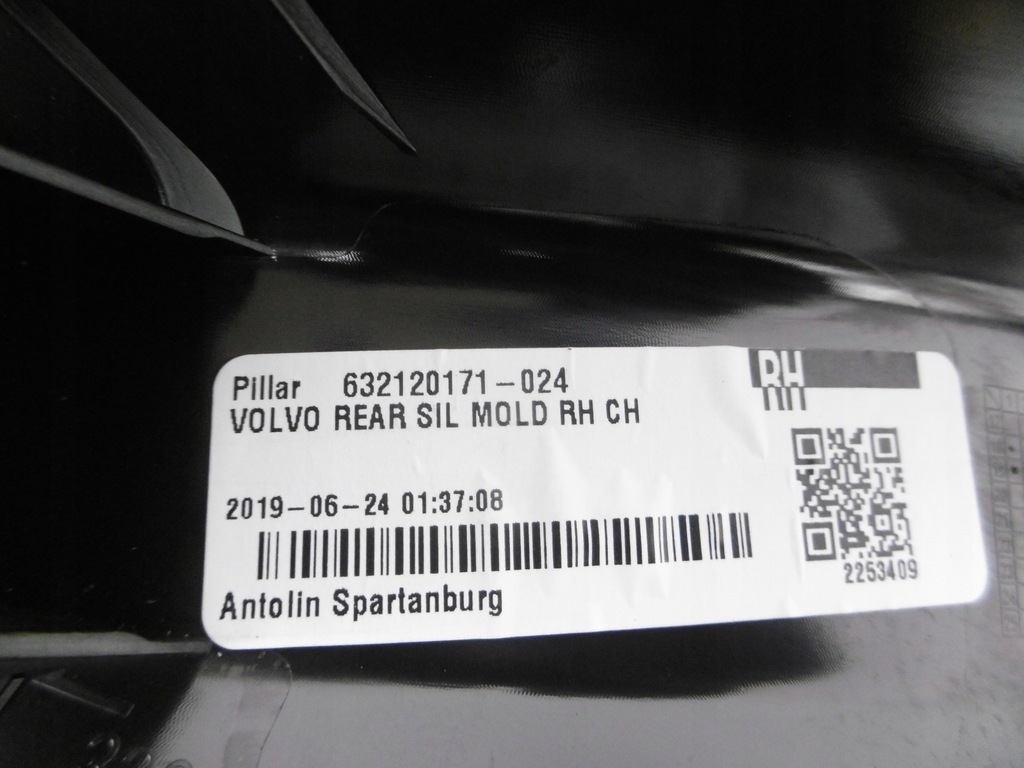 Pillar 632120171-024
RH
VOLVO REAR SIL MOLD RH CH
2019-06-24 01:37:08
2253409
Antolin Spartanburg